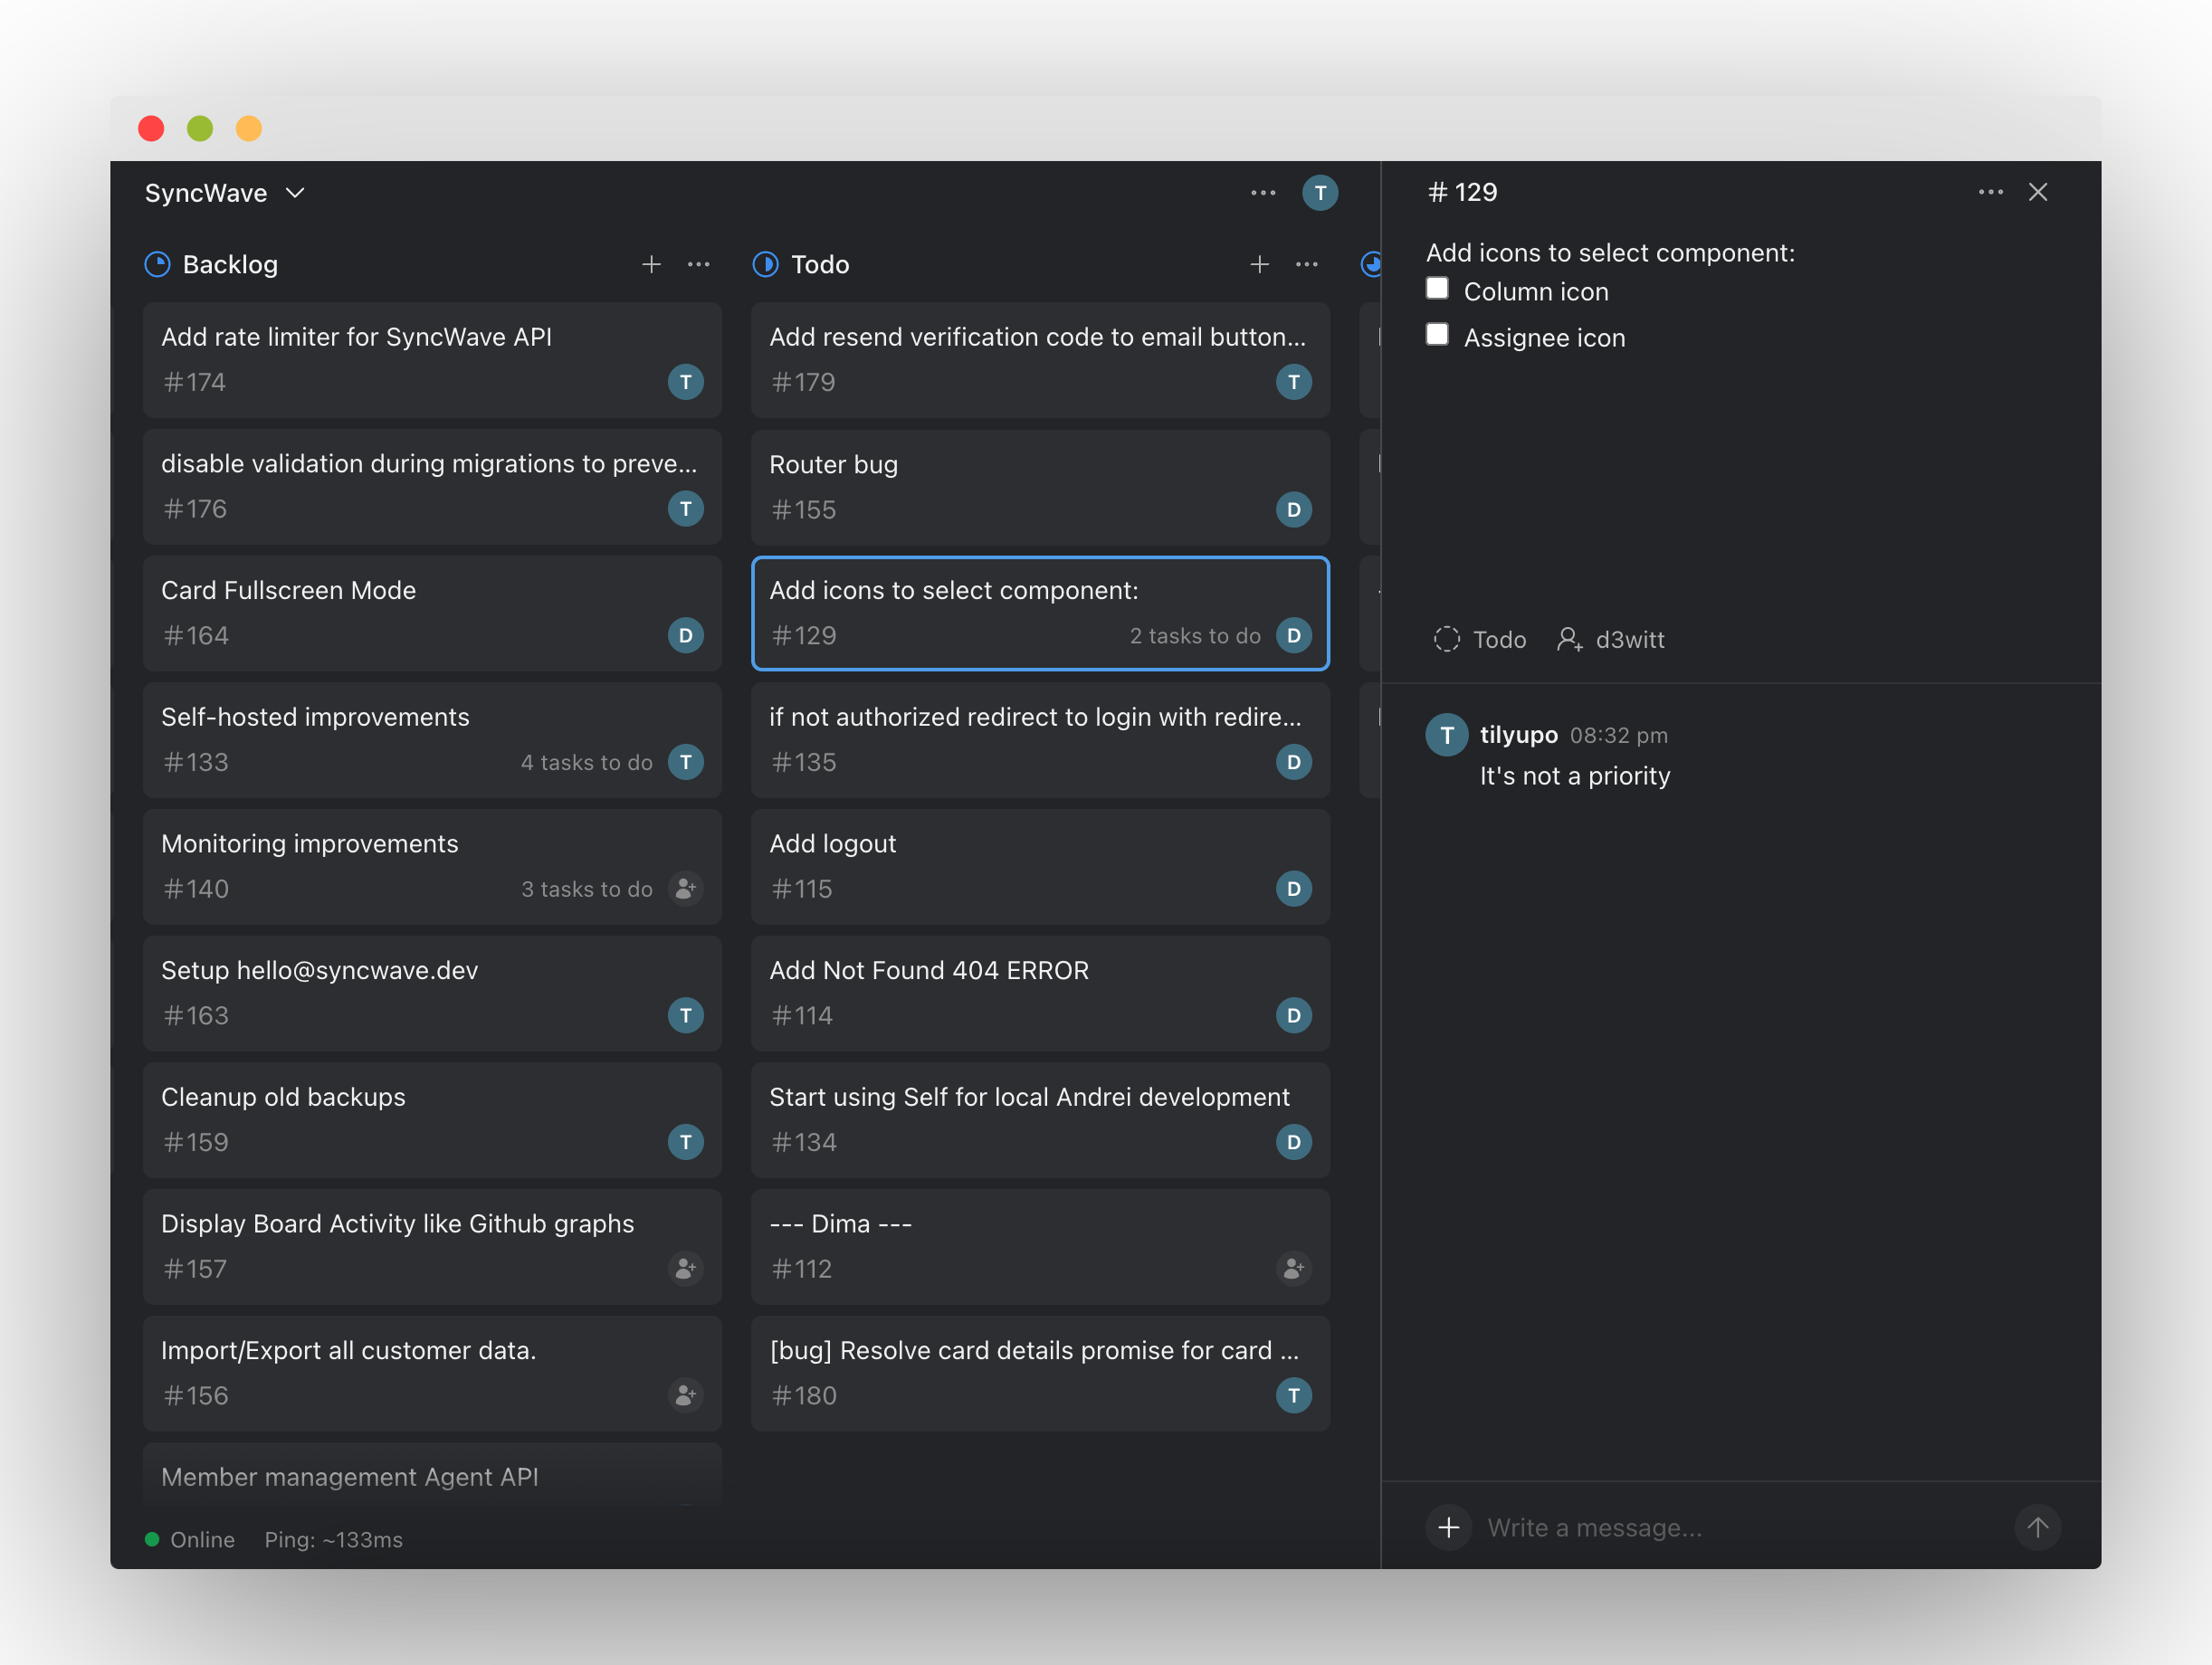 SyncWave
T
Backlog
Add rate limiter for SyncWave API
#174
T
disable validation during migrations to preve...
#176
T
Card Fullscreen Mode
#164
D
Self-hosted improvements
#133 4 tasks to do T
Monitoring improvements
#140 3 tasks to do
Setup hello@syncwave.dev
#163
T
Cleanup old backups
#159
T
Display Board Activity like Github graphs
#157
Import/Export all customer data.
#156
Member management Agent API
Todo
Add resend verification code to email button...
#179
T
Router bug
#155
D
Add icons to select component:
#129 2 tasks to do D
if not authorized redirect to login with redire...
#135
D
Add logout
#115
D
Add Not Found 404 ERROR
#114
D
Start using Self for local Andrei development
#134
D
--- Dima ---
#112
[bug] Resolve card details promise for card ...
#180
T
Online Ping: ~133ms
# 129
Add icons to select component:
Column icon
Assignee icon
Todo d3witt
T tilyupo 08:32 pm
It's not a priority
Write a message...